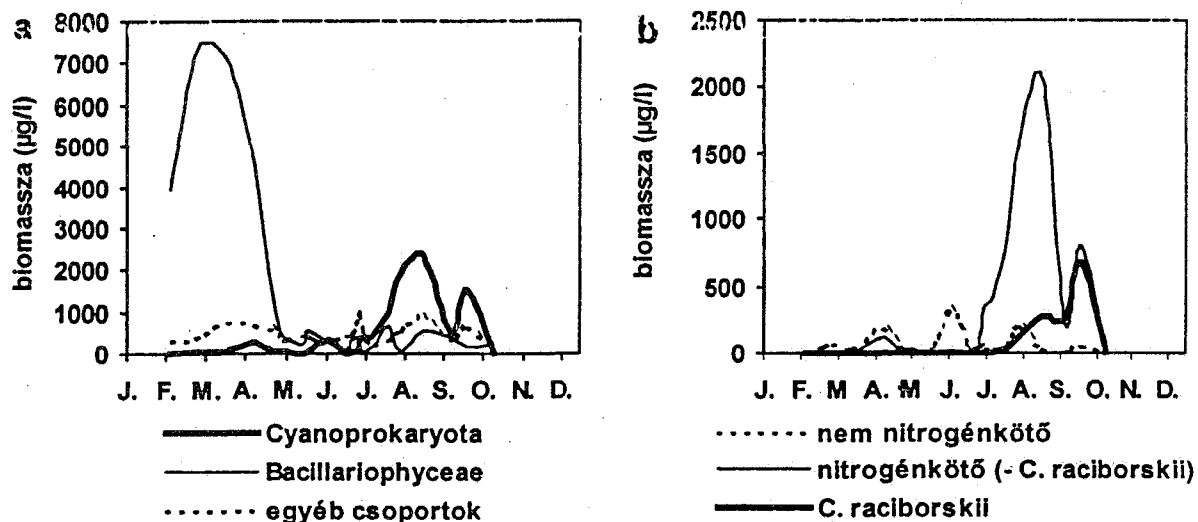 a
biomassza (µg/l)
8000
7000
6000
5000
4000
3000
2000
1000
0
J. F. M. A. M. J. J. A. S. O. N. D.
Cyanoprokaryota
Bacillariophyceae
egyéb csoportok
b
biomassza (µg/l)
2500
2000
1500
1000
500
0
J. F. M. A. M. J. J. A. S. O. N. D.
nem nitrogénkötő
nitrogénkötő (- C. raciborskii)
C. raciborskii